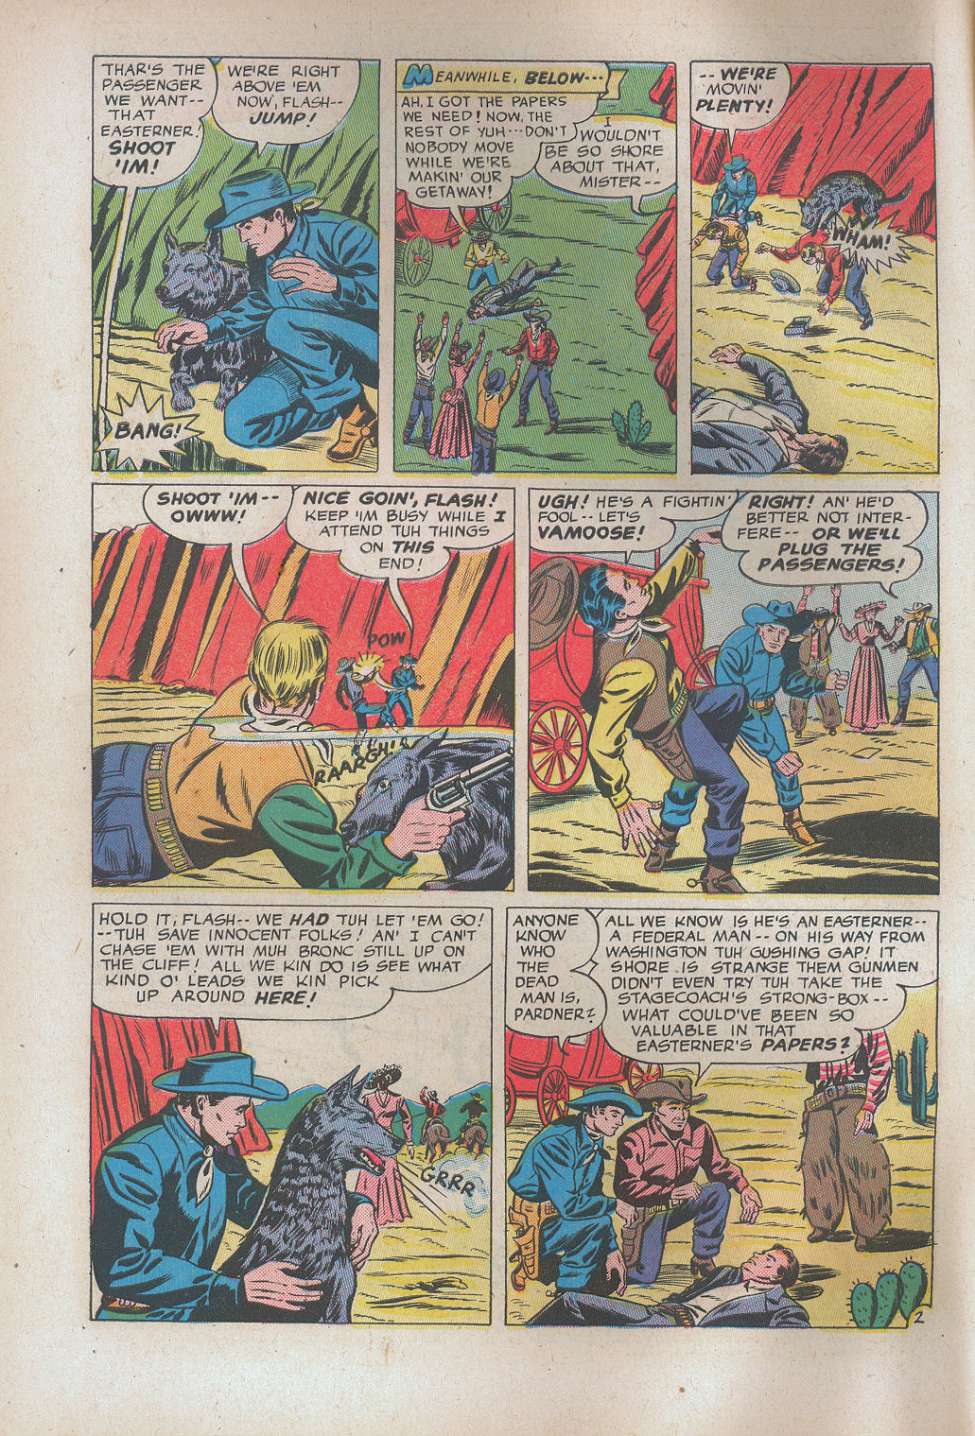 THAR'S THE
PASSENGER
WE WANT--
THAT
EASTERNER!
SHOOT
'IM!
WE'RE RIGHT
ABOVE 'EM
NOW, FLASH--
JUMP!
BANG!
MEANWHILE, BELOW---
AH, I GOT THE PAPERS
WE NEED! NOW, THE
REST OF YUH---DON'T
NOBODY MOVE
WHILE WE'RE
MAKIN' OUR
GETAWAY!
I
WOULDN'T
BE SO SHORE
ABOUT THAT,
MISTER--
-- WE'RE
MOVIN'
PLENTY!
WHAM!
SHOOT 'IM--
OWWW!
NICE GOIN', FLASH!
KEEP 'IM BUSY WHILE I
ATTEND TUH THINGS
ON THIS
END!
POW
RAARGH!
UGH! HE'S A FIGHTIN'
FOOL-- LET'S
VAMOOSE!
RIGHT! AN' HE'D
BETTER NOT INTER-
FERE-- OR WE'LL
PLUG THE
PASSENGERS!
HOLD IT, FLASH-- WE HAD TUH LET 'EM GO!
--TUH SAVE INNOCENT FOLKS! AN' I CAN'T
CHASE 'EM WITH MUH BRONC STILL UP ON
THE CLIFF! ALL WE KIN DO IS SEE WHAT
KIND O' LEADS WE KIN PICK
UP AROUND HERE!
GRRR
ANYONE
KNOW
WHO
THE
DEAD
MAN IS,
PARDNER?
ALL WE KNOW IS HE'S AN EASTERNER--
A FEDERAL MAN-- ON HIS WAY FROM
WASHINGTON TUH GUSHING GAP! IT
SHORE IS STRANGE THEM GUNMEN
DIDN'T EVEN TRY TUH TAKE THE
STAGECOACH'S STRONG-BOX--
WHAT COULD'VE BEEN SO
VALUABLE IN THAT
EASTERNER'S PAPERS?
2